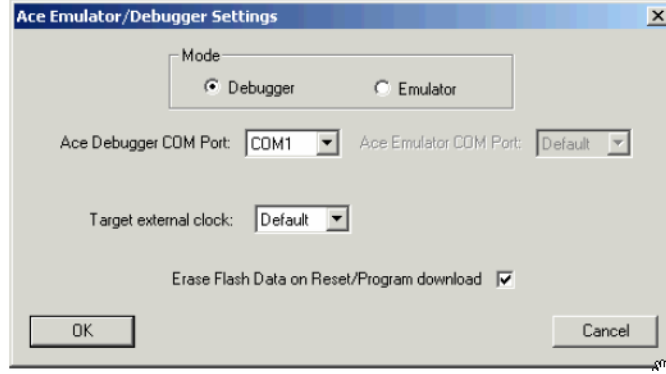 Ace Emulator/Debugger Settings
Mode
Debugger Emulator
Ace Debugger COM Port: COM1 Ace Emulator COM Port: Default
Target external clock: Default
Erase Flash Data on Reset/Program download
OK Cancel